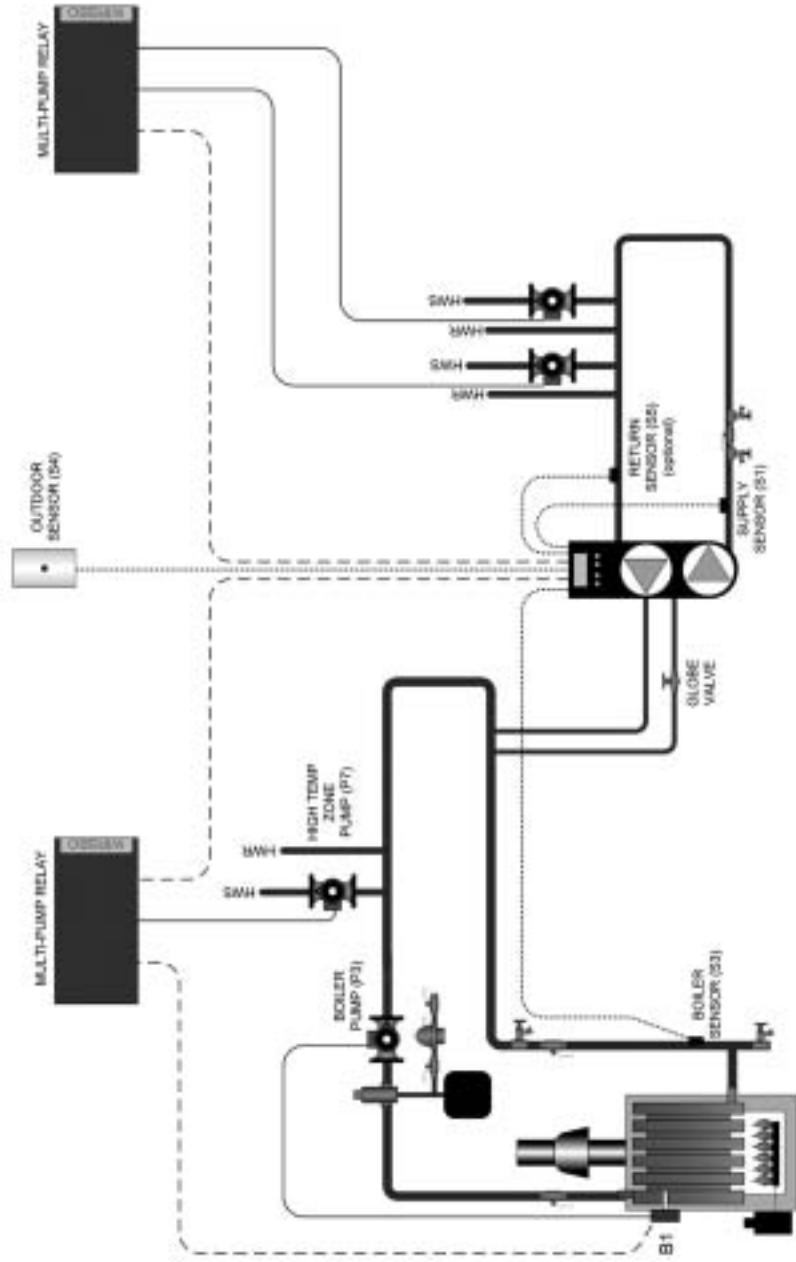 MULTI-PUMP RELAY
OUTDOOR
SENSOR (S4)
MULTI-PUMP RELAY
HWS
HWR
HWS
HWR
RETURN
SENSOR (S5)
(optional)
SUPPLY
SENSOR (S1)
GLOBE
VALVE
HIGH TEMP
ZONE
PUMP (P7)
HWR
HWS
BOILER
PUMP (P3)
BOILER
SENSOR (S3)
B1